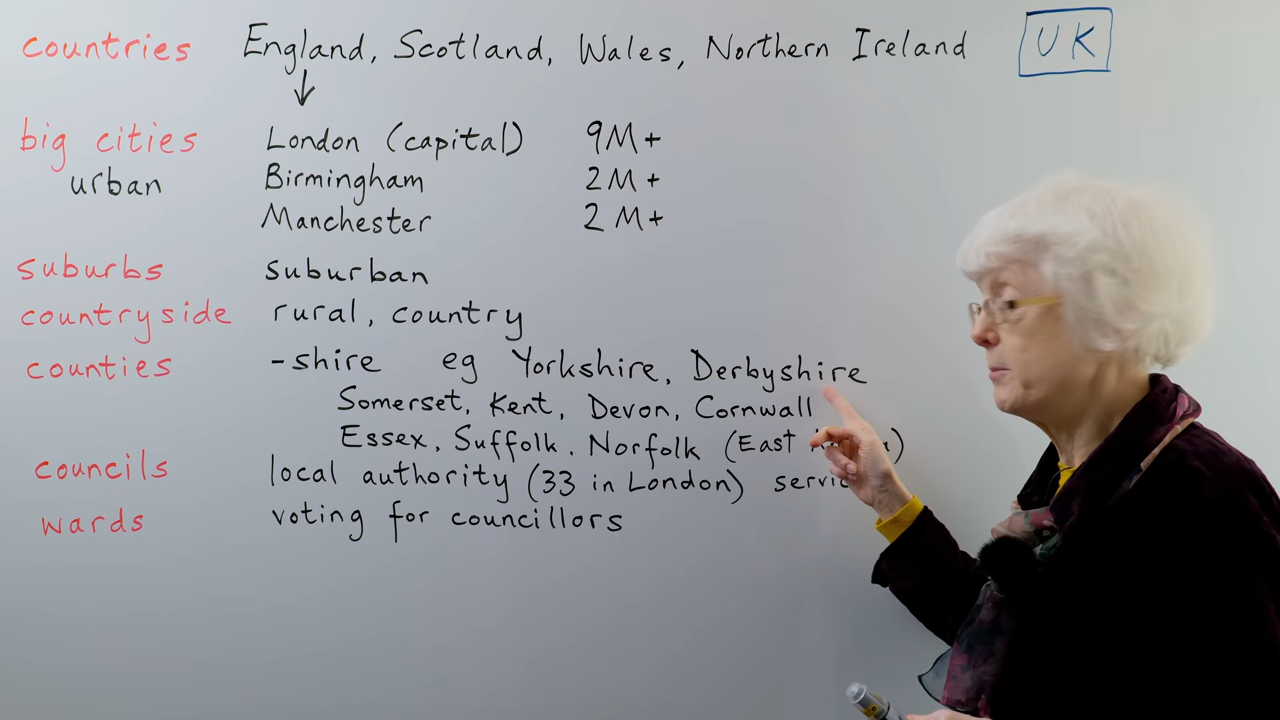 countries England, Scotland, Wales, Northern Ireland UK
big cities London (capital) 9M+
urban Birmingham 2M+
Manchester 2M+
suburbs suburban
countryside rural, country
counties -shire eg Yorkshire, Derbyshire
Somerset, Kent, Devon, Cornwall
Essex, Suffolk, Norfolk (East
councils local authority (33 in London)
wards voting for councillors